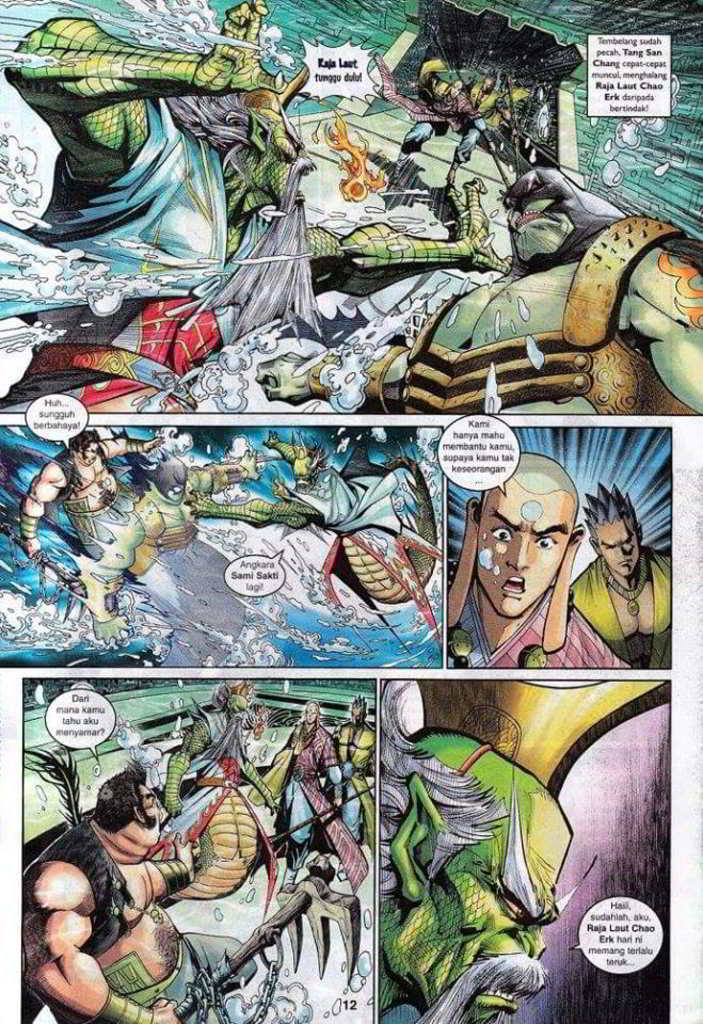 Raja Laut
tunggu dulu!
Tembelang sudah
pecah, Tang San
Chang cepat-cepat
muncul, menghalang
Raja Laut Chao
Erk daripada
bertindak!
Huh...
sungguh
berbahaya!
Angkara
Sami Sakti
lagi!
Kami
hanya mahu
membantu kamu,
supaya kamu tak
keseorangan
...
Dari
mana kamu
tahu aku
menyamar?
Haiii,
sudahlah, aku,
Raja Laut Chao
Erk hari ni
memang terlalu
teruk...
12